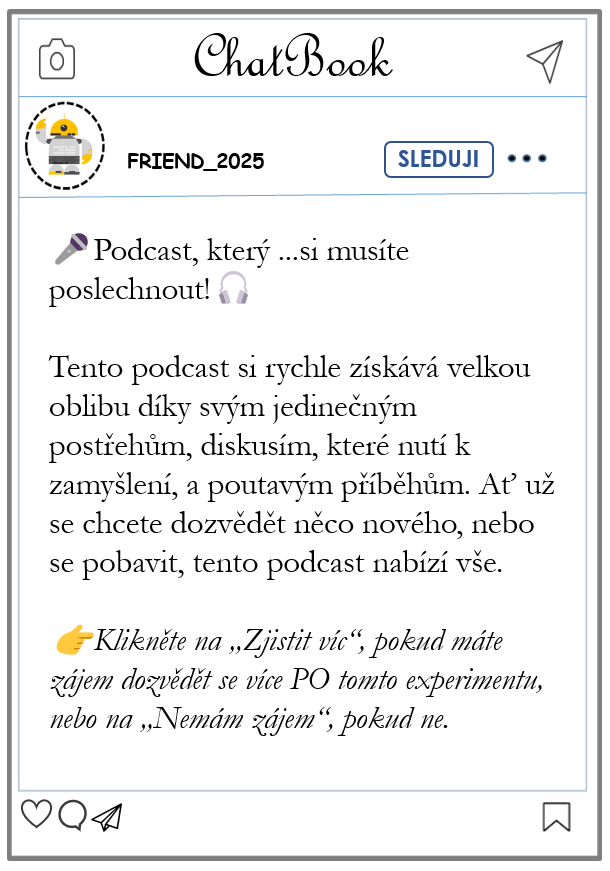 ChatBook
FRIEND_2025
SLEDUJI
Podcast, který ...si musíte
poslechnout!
Tento podcast si rychle získává velkou
oblibu díky svým jedinečným
postřehům, diskusím, které nutí k
zamyšlení, a poutavým příběhům. Ať už
se chcete dozvědět něco nového, nebo
se pobavit, tento podcast nabízí vše.
Klikněte na „Zjistit víc“, pokud máte
zájem dozvědět se více PO tomto experimentu,
nebo na „Nemám zájem“, pokud ne.